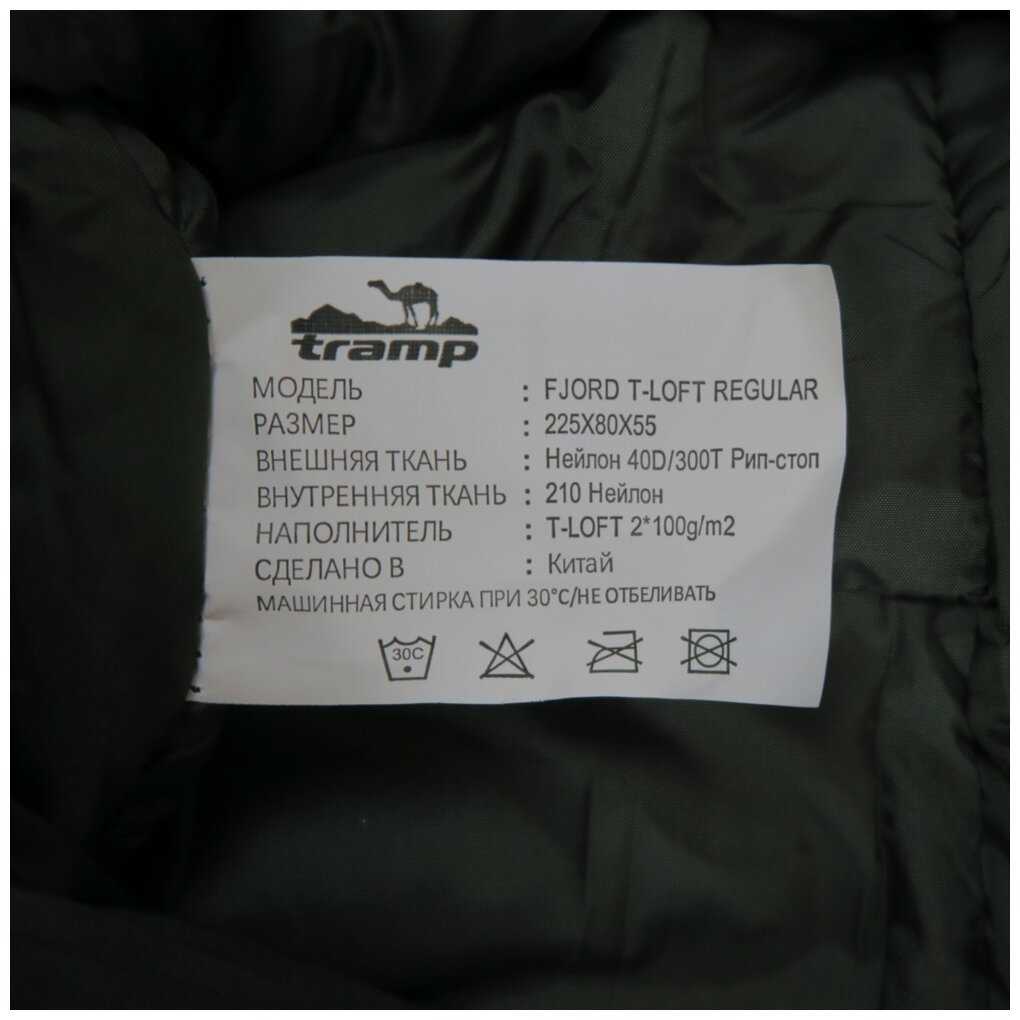 tramp
МОДЕЛЬ : FJORD T-LOFT REGULAR
РАЗМЕР : 225X80X55
ВНЕШНЯЯ ТКАНЬ : Нейлон 40D/300T Рип-стоп
ВНУТРЕННЯЯ ТКАНЬ : 210 Нейлон
НАПОЛНИТЕЛЬ : T-LOFT 2*100g/m2
СДЕЛАНО В : Китай
МАШИННАЯ СТИРКА ПРИ 30°C/НЕ ОТБЕЛИВАТЬ
30C